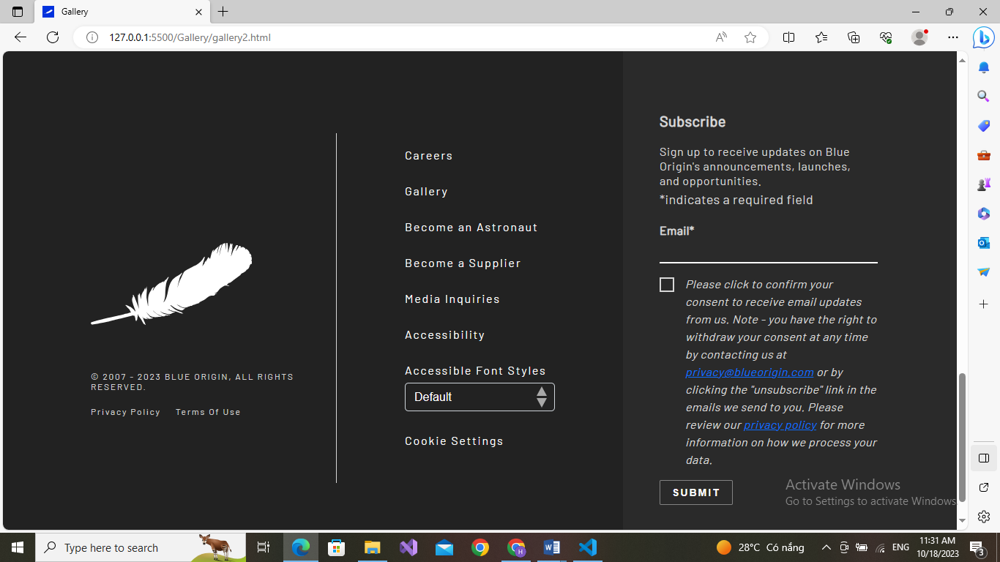 Gallery
127.0.0.1:5500/Gallery/gallery2.html
Careers
Gallery
Become an Astronaut
Become a Supplier
Media Inquiries
Accessibility
Accessible Font Styles
Default
Cookie Settings
© 2007 - 2023 BLUE ORIGIN, ALL RIGHTS
RESERVED.
Privacy Policy Terms Of Use
Subscribe
Sign up to receive updates on Blue
Origin's announcements, launches,
and opportunities.
*indicates a required field
Email*
Please click to confirm your
consent to receive email updates
from us. Note - you have the right to
withdraw your consent at any time
by contacting us at
privacy@blueorigin.com or by
clicking the "unsubscribe" link in the
emails we send to you. Please
review our privacy policy for more
information on how we process your
data.
SUBMIT
Activate Windows
Go to Settings to activate Windows.
Type here to search
28°C Có nắng
ENG
11:31 AM
10/18/2023
3